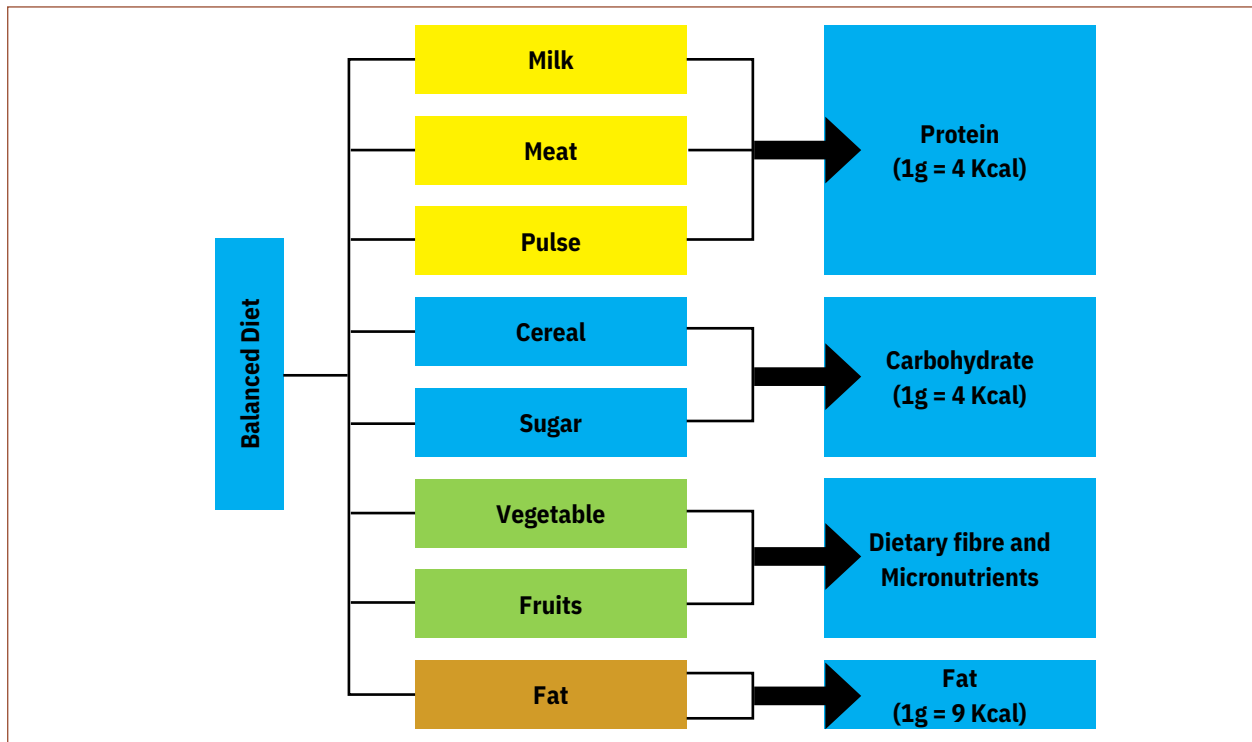 Balanced Diet
Milk
Meat
Pulse
Cereal
Sugar
Vegetable
Fruits
Fat
Protein
(1g = 4 Kcal)
Carbohydrate
(1g = 4 Kcal)
Dietary fibre and
Micronutrients
Fat
(1g = 9 Kcal)